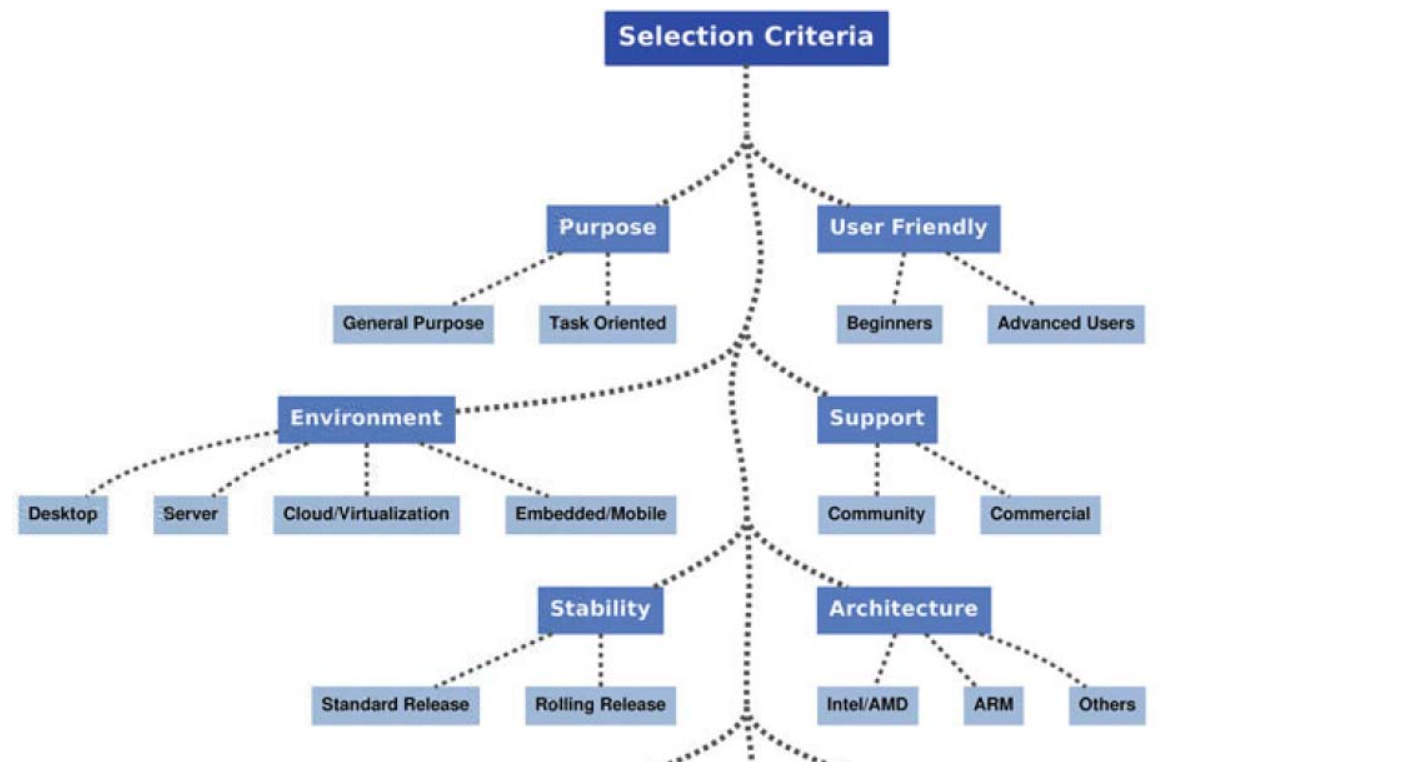 Selection Criteria
Purpose
User Friendly
General Purpose
Task Oriented
Beginners
Advanced Users
Environment
Support
Desktop
Server
Cloud/Virtualization
Embedded/Mobile
Community
Commercial
Stability
Architecture
Standard Release
Rolling Release
Intel/AMD
ARM
Others